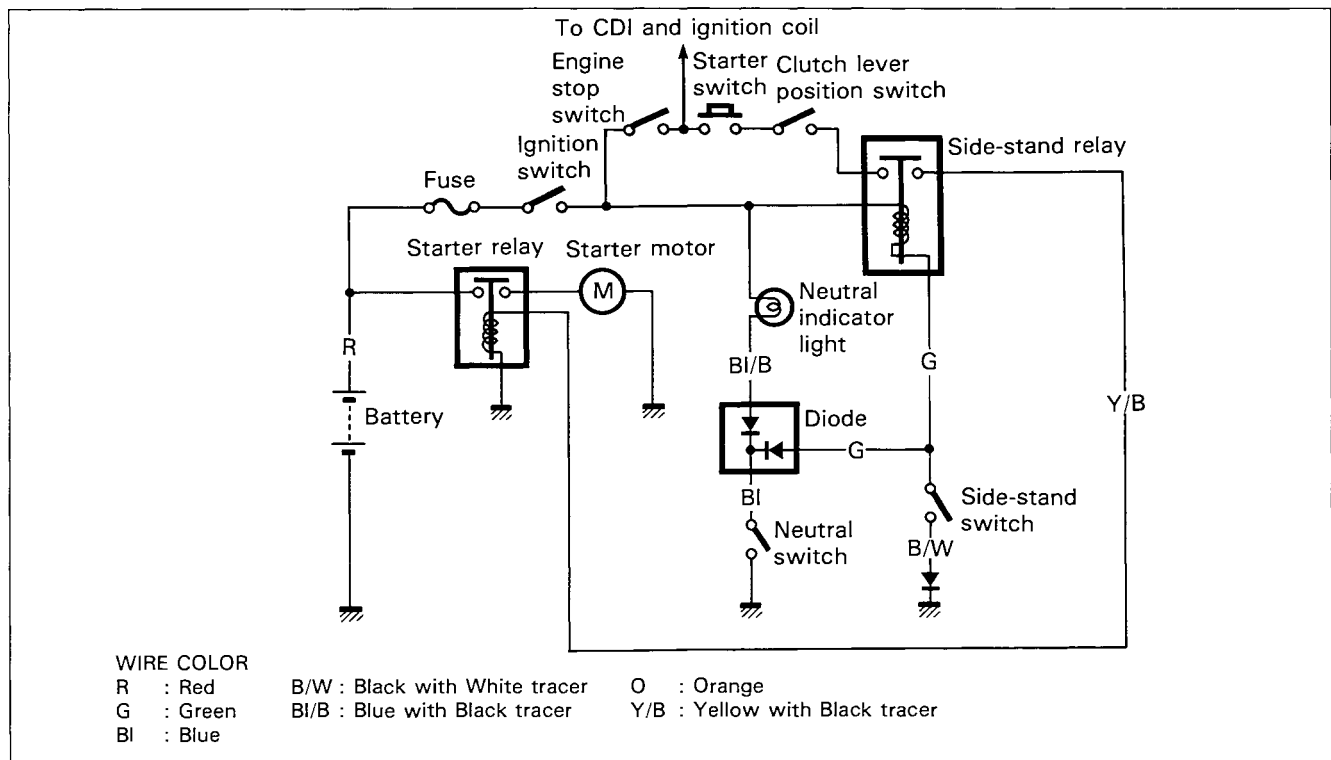 To CDI and ignition coil
Engine
stop
switch
Starter
switch
Clutch lever
position switch
Ignition
switch
Side-stand relay
Fuse
Starter relay
Starter motor
M
Neutral
indicator
light
R
Bl/B
G
Y/B
Battery
Diode
G
Bl
Side-stand
switch
Neutral
switch
B/W
WIRE COLOR
R : Red B/W : Black with White tracer O : Orange
G : Green Bl/B : Blue with Black tracer Y/B : Yellow with Black tracer
Bl : Blue